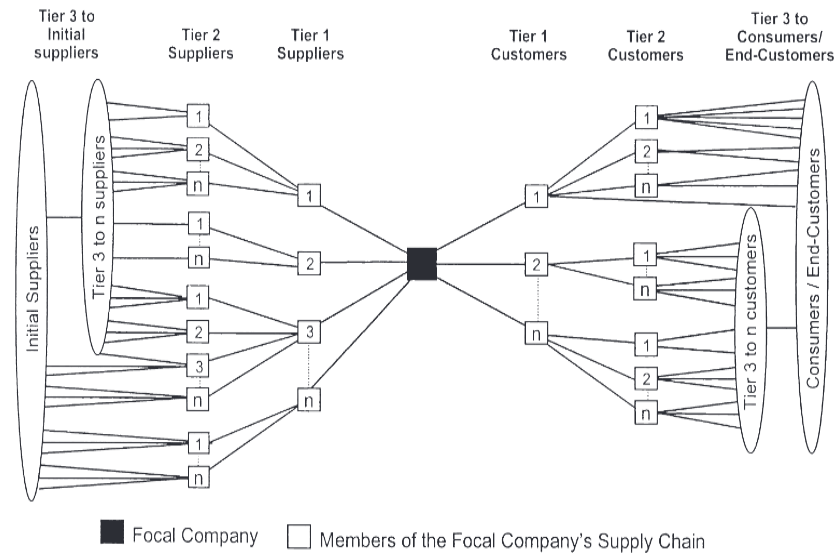 Tier 3 to
Initial
suppliers
Tier 2
Suppliers
Tier 1
Suppliers
Tier 1
Customers
Tier 2
Customers
Tier 3 to
Consumers/
End-Customers
Initial Suppliers
Tier 3 to n suppliers
1
2
n
1
n
1
2
3
n
1
n
1
2
3
n
1
2
n
1
2
n
1
n
1
2
n
Tier 3 to n customers
Consumers / End-Customers
Focal Company
Members of the Focal Company's Supply Chain